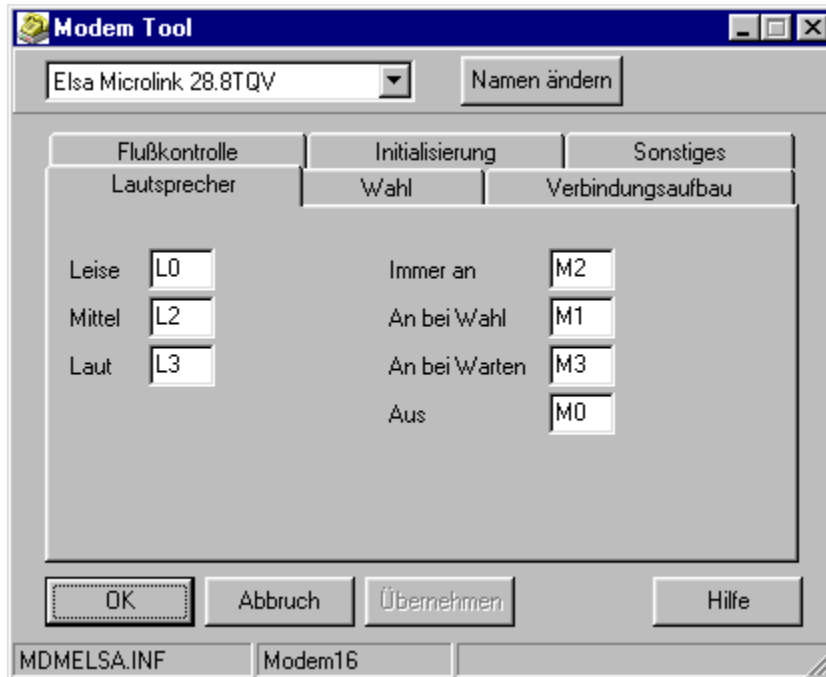 Modem Tool
Elsa Microlink 28.8TQV Namen ändern
Flußkontrolle Initialisierung Sonstiges
Lautsprecher Wahl Verbindungsaufbau
Leise L0 Immer an M2
Mittel L2 An bei Wahl M1
Laut L3 An bei Warten M3
Aus M0
OK Abbruch Übernehmen Hilfe
MDMELSA.INF Modem16